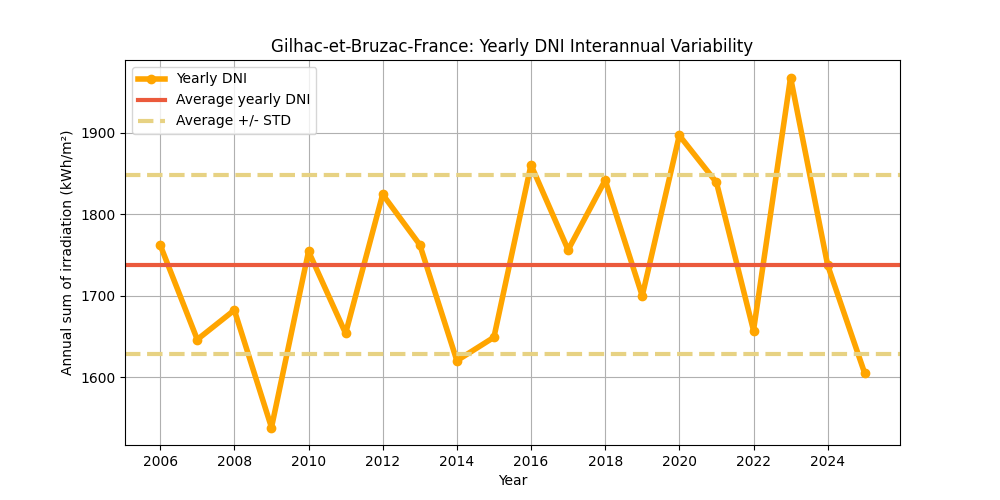 Gilhac-et-Bruzac-France: Yearly DNI Interannual Variability
Yearly DNI
Average yearly DNI
Average +/- STD
Annual sum of irradiation (kWh/m²)
1900
1800
1700
1600
2006 2008 2010 2012 2014 2016 2018 2020 2022 2024
Year